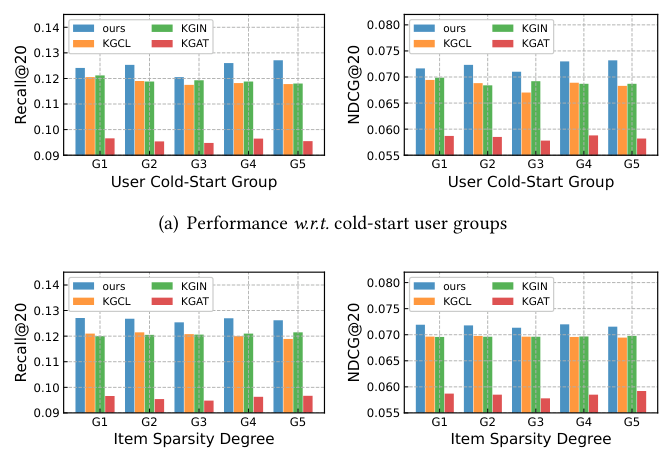 0.14
0.13
0.12
0.11
0.10
0.09
Recall@20
ours
KGCL
KGIN
KGAT
G1 G2 G3 G4 G5
User Cold-Start Group
0.080
0.075
0.070
0.065
0.060
0.055
NDCG@20
ours
KGCL
KGIN
KGAT
G1 G2 G3 G4 G5
User Cold-Start Group
(a) Performance w.r.t. cold-start user groups
0.14
0.13
0.12
0.11
0.10
0.09
Recall@20
ours
KGCL
KGIN
KGAT
G1 G2 G3 G4 G5
Item Sparsity Degree
0.080
0.075
0.070
0.065
0.060
0.055
NDCG@20
ours
KGCL
KGIN
KGAT
G1 G2 G3 G4 G5
Item Sparsity Degree